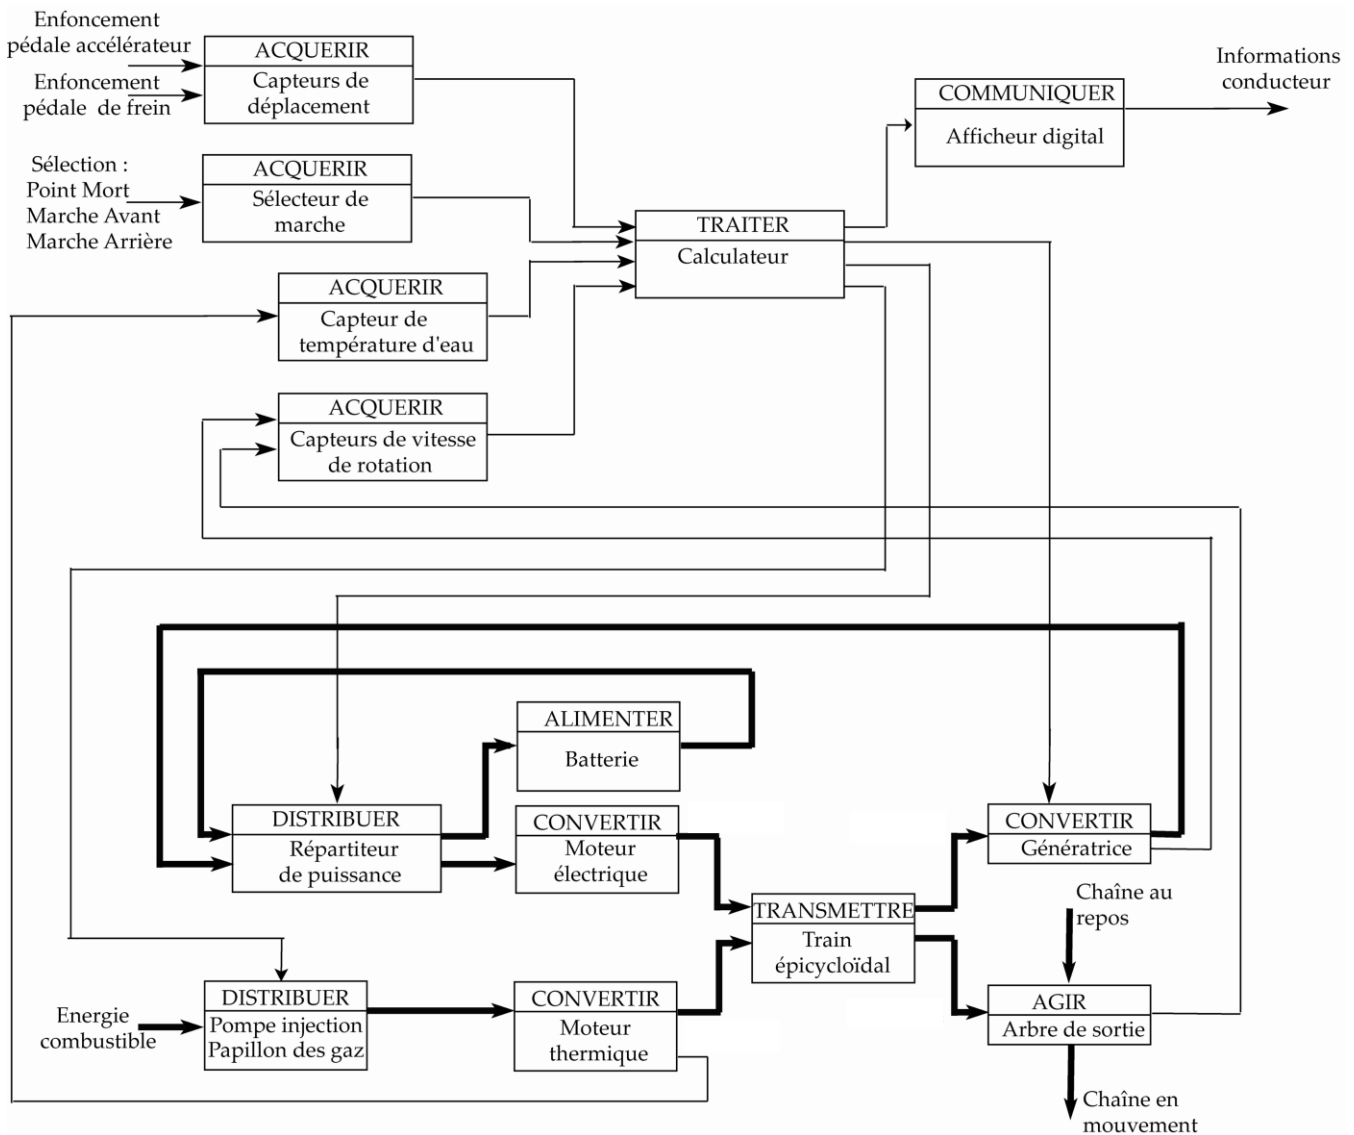 Enfoncement
pédale accélérateur
Enfoncement
pédale de frein
ACQUERIR
Capteurs de
déplacement
Informations
conducteur
COMMUNIQUER
Afficheur digital
Sélection :
Point Mort
Marche Avant
Marche Arrière
ACQUERIR
Sélecteur de
marche
TRAITER
Calculateur
ACQUERIR
Capteur de
température d'eau
ACQUERIR
Capteurs de vitesse
de rotation
ALIMENTER
Batterie
DISTRIBUER
Répartiteur
de puissance
CONVERTIR
Moteur
électrique
CONVERTIR
Génératrice
TRANSMETTRE
Train
épicycloïdal
Chaîne au
repos
Energie
combustible
DISTRIBUER
Pompe injection
Papillon des gaz
CONVERTIR
Moteur
thermique
AGIR
Arbre de sortie
Chaîne en
mouvement